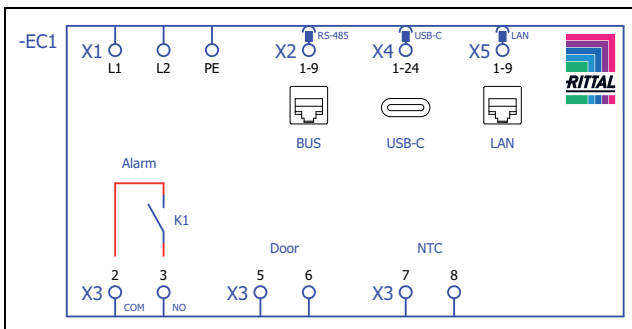 -EC1
RS-485 USB-C LAN
X1 X2 X4 X5
L1 L2 PE 1-9 1-24 1-9
RITTAL
BUS USB-C LAN
Alarm
K1
Door NTC
2 3 5 6 7 8
X3 COM NO X3 X3